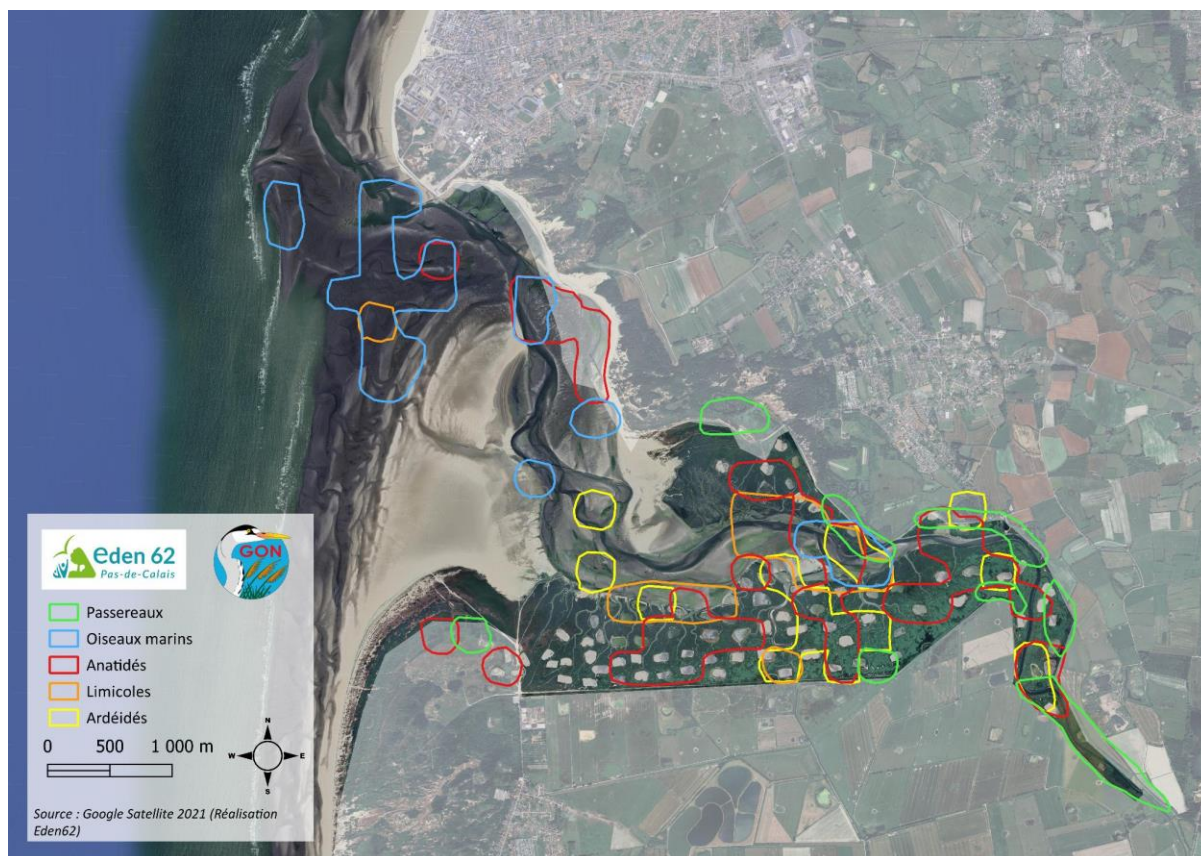 eden 62
Pas-de-Calais
GON
Passereaux
Oiseaux marins
Anatidés
Limicoles
Ardéidés
0 500 1 000 m
N
W E
S
Source : Google Satellite 2021 (Réalisation
Eden62)